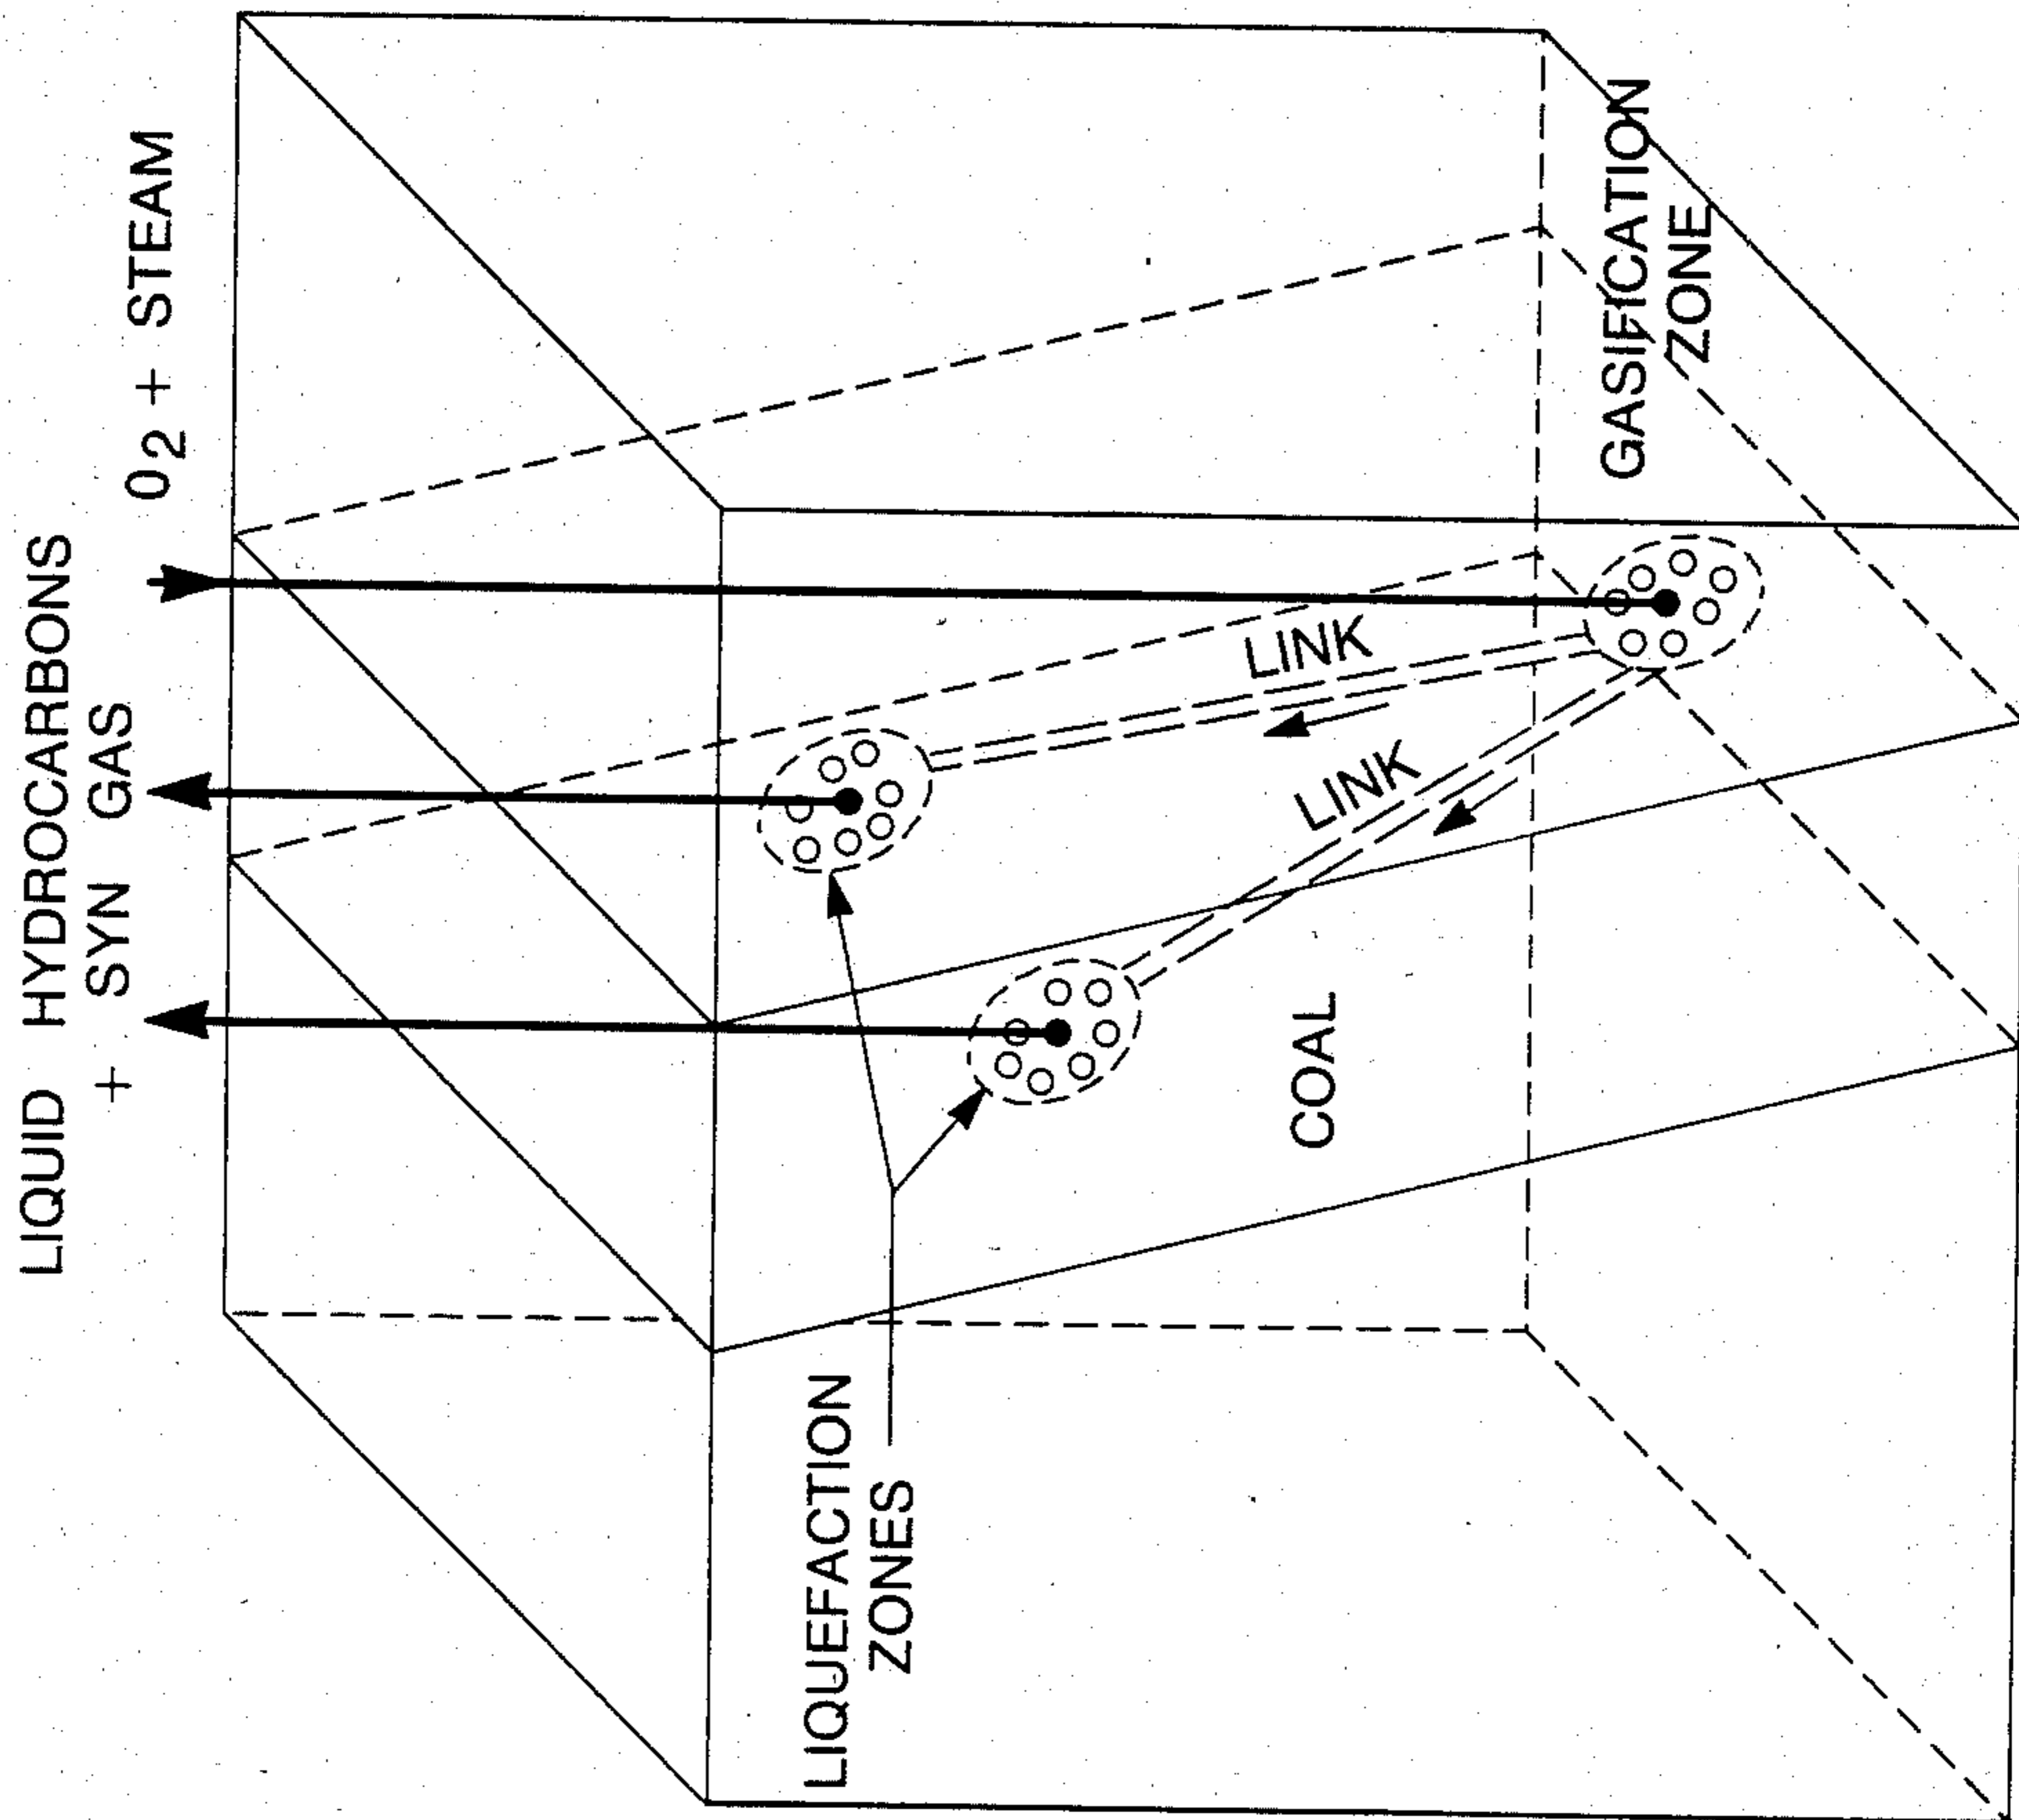 LIQUID HYDROCARBONS
+ SYN GAS
O₂ + STEAM
LINK
LINK
LIQUEFACTION
ZONES
COAL
GASIFICATION
ZONE